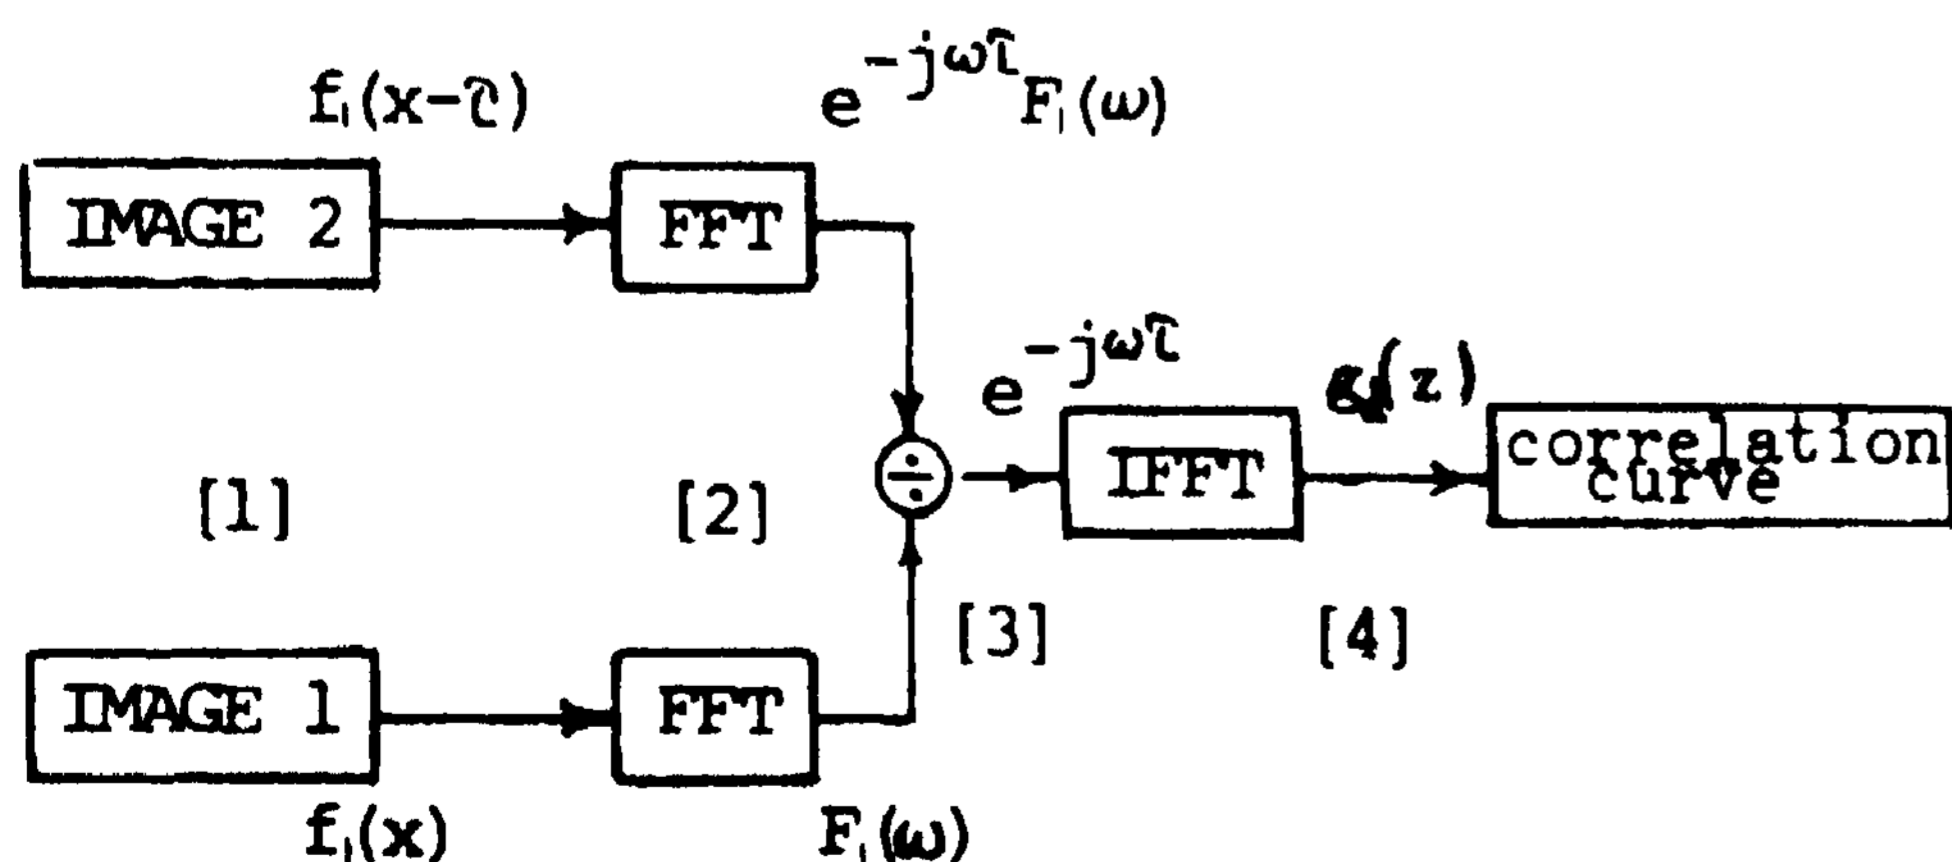 f₁(x-τ)
e^{-jωτ}F₁(ω)
IMAGE 2
FFT
e^{-jωτ}
(z)
IFFT
correlation
curve
[1]
[2]
[3]
[4]
IMAGE 1
FFT
f₁(x)
F₁(ω)